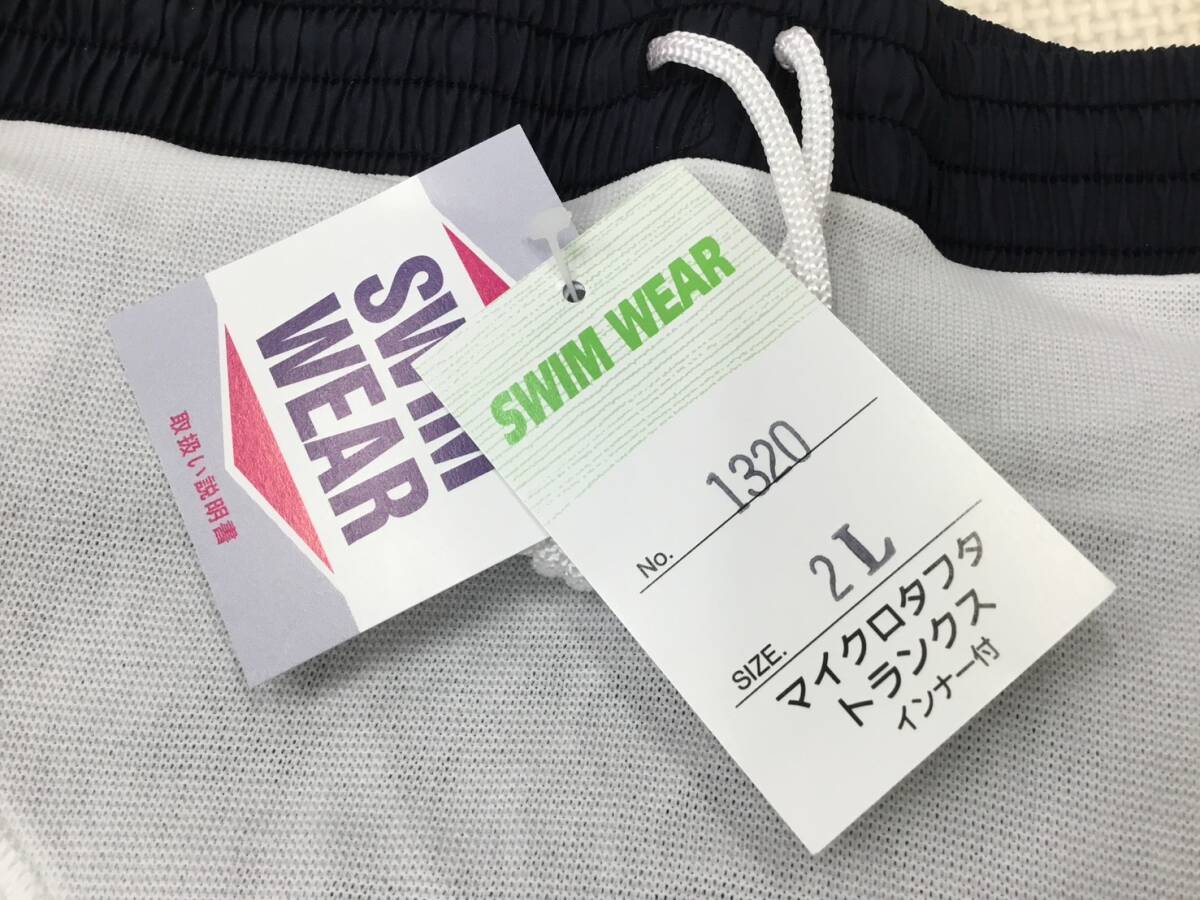 SWIM
WEAR
取扱い説明書
SWIM WEAR
No. 1320
SIZE. 2L
マイクロタフタ
トランクス
インナー付